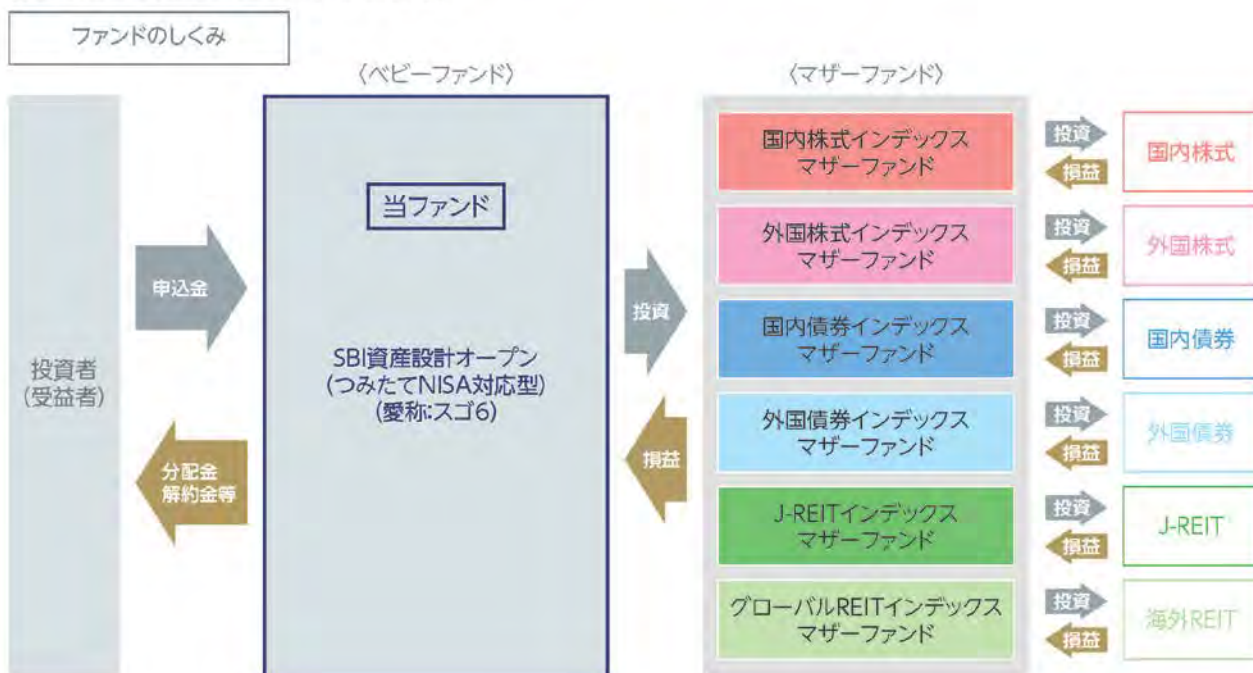 ファンドのしくみ
〈ベビーファンド〉
〈マザーファンド〉
投資者
(受益者)
申込金
分配金
解約金等
当ファンド
SBI資産設計オープン
(つみたてNISA対応型)
(愛称:スゴ6)
投資
損益
国内株式インデックス
マザーファンド
投資
損益
国内株式
外国株式インデックス
マザーファンド
投資
損益
外国株式
国内債券インデックス
マザーファンド
投資
損益
国内債券
外国債券インデックス
マザーファンド
投資
損益
外国債券
J-REITインデックス
マザーファンド
投資
損益
J-REIT
グローバルREITインデックス
マザーファンド
投資
損益
海外REIT